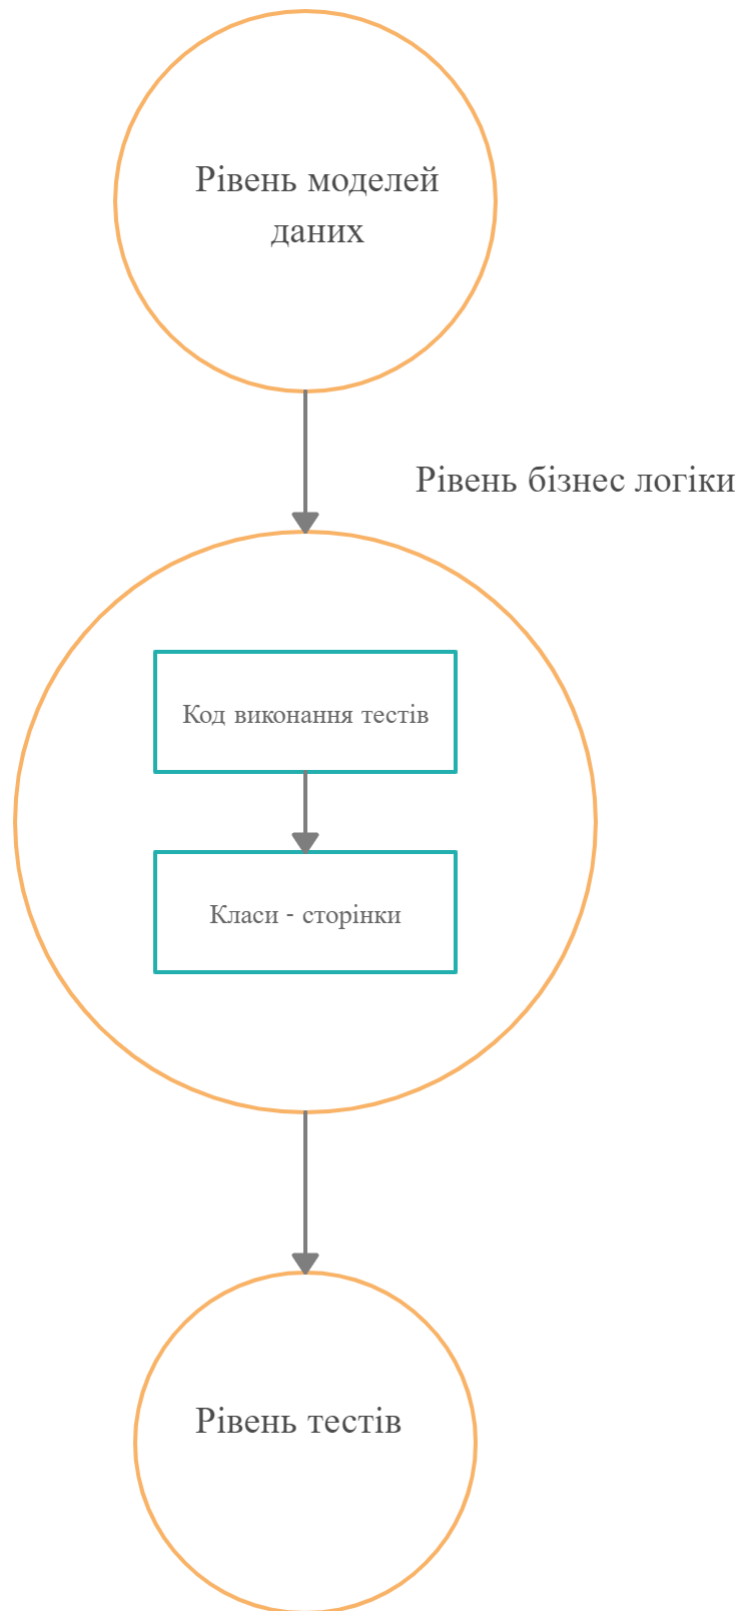 Рівень моделей
даних
Рівень бізнес логіки
Код виконання тестів
Класи - сторінки
Рівень тестів